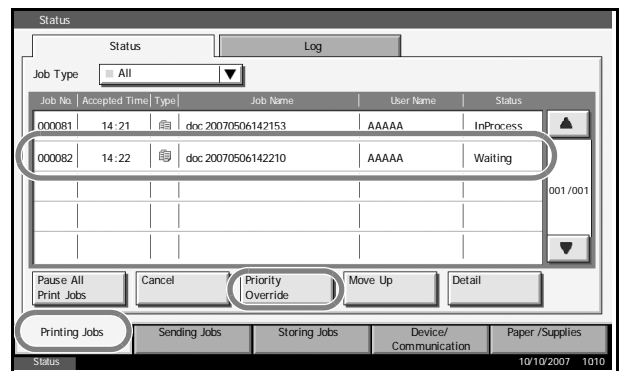 Status
Status Log
Job Type All
Job No. Accepted Time Type Job Name User Name Status
000081 14:21 doc 20070506142153 AAAAA InProcess
000082 14:22 doc 20070506142210 AAAAA Waiting
001/001
Pause All Cancel Priority Move Up Detail
Print Jobs Override
Printing Jobs Sending Jobs Storing Jobs Device/ Paper /Supplies
Communication
Status 10/10/2007 1010